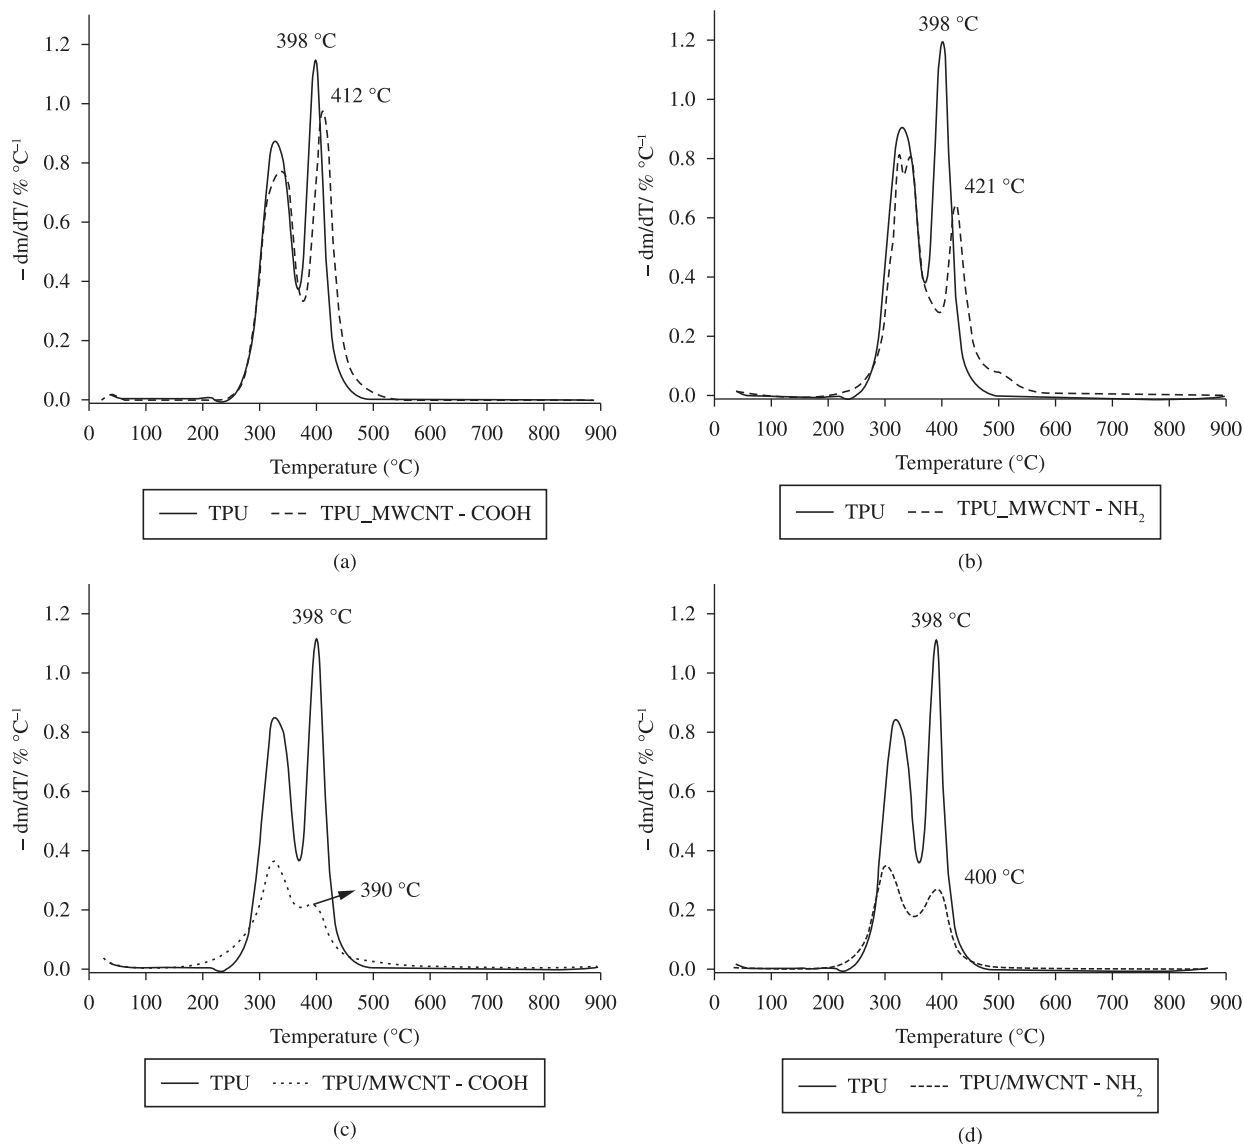 398 °C
412 °C
1.2
1.0
0.8
0.6
0.4
0.2
0.0
– dm/dT/ % °C⁻¹
0 100 200 300 400 500 600 700 800 900
Temperature (°C)
TPU TPU_MWCNT - COOH
(a)
398 °C
421 °C
1.2
1.0
0.8
0.6
0.4
0.2
0.0
– dm/dT/ % °C⁻¹
0 100 200 300 400 500 600 700 800 900
Temperature (°C)
TPU TPU_MWCNT - NH₂
(b)
398 °C
390 °C
1.2
1.0
0.8
0.6
0.4
0.2
0.0
– dm/dT/ % °C⁻¹
0 100 200 300 400 500 600 700 800 900
Temperature (°C)
TPU TPU/MWCNT - COOH
(c)
398 °C
400 °C
1.2
1.0
0.8
0.6
0.4
0.2
0.0
– dm/dT/ % °C⁻¹
0 100 200 300 400 500 600 700 800 900
Temperature (°C)
TPU TPU/MWCNT - NH₂
(d)